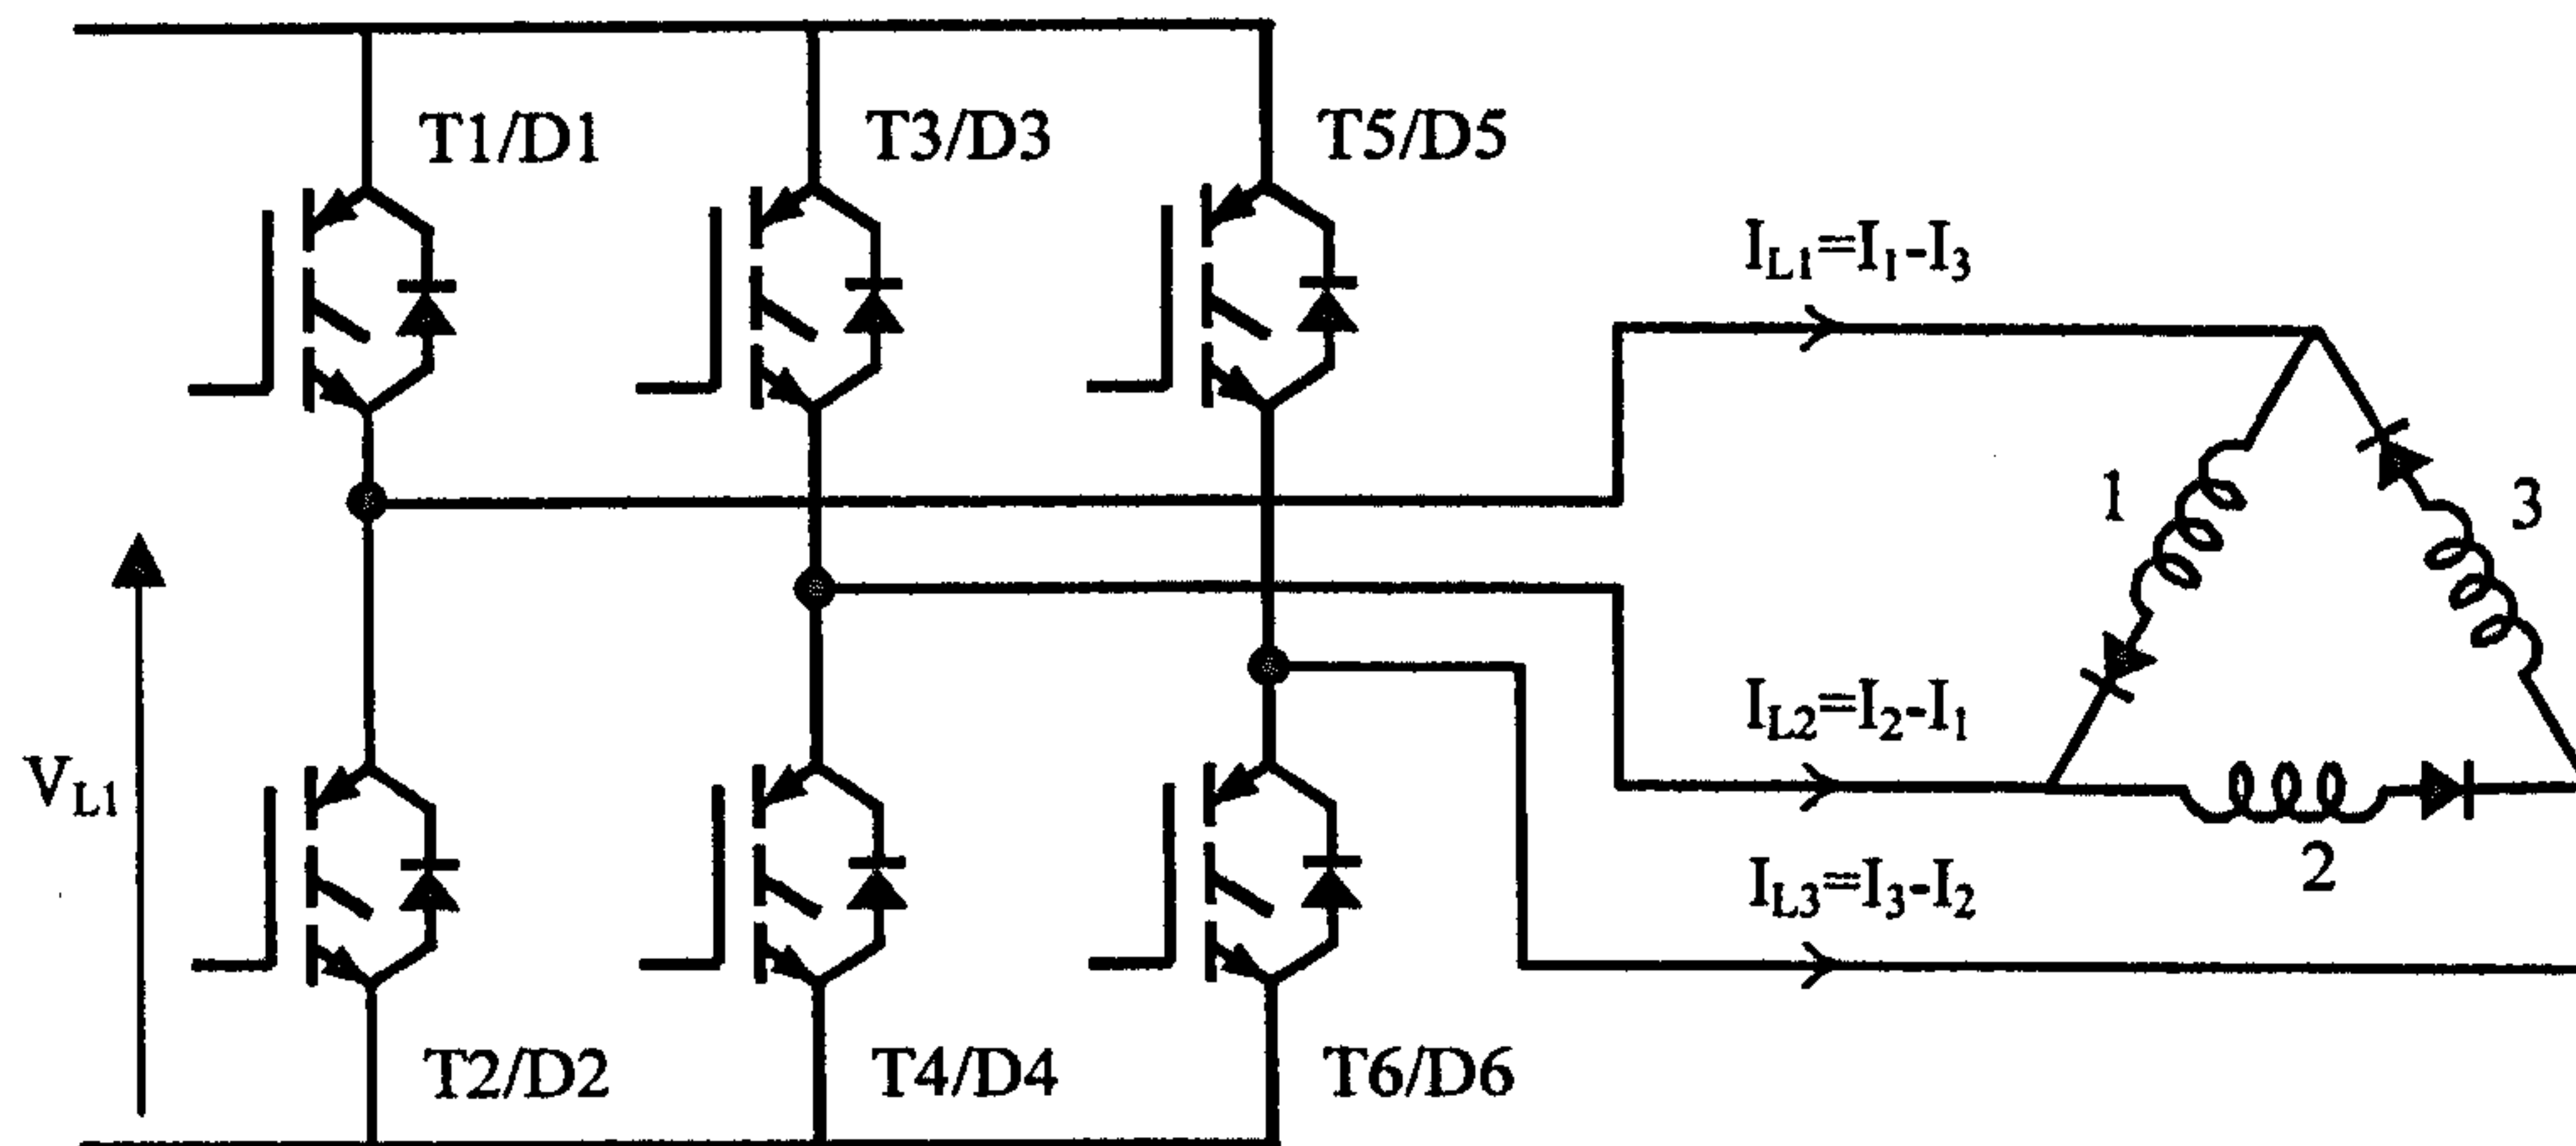 T1/D1
T3/D3
T5/D5
I_L1=I_1-I_3
1
3
I_L2=I_2-I_1
V_L1
2
I_L3=I_3-I_2
T2/D2
T4/D4
T6/D6